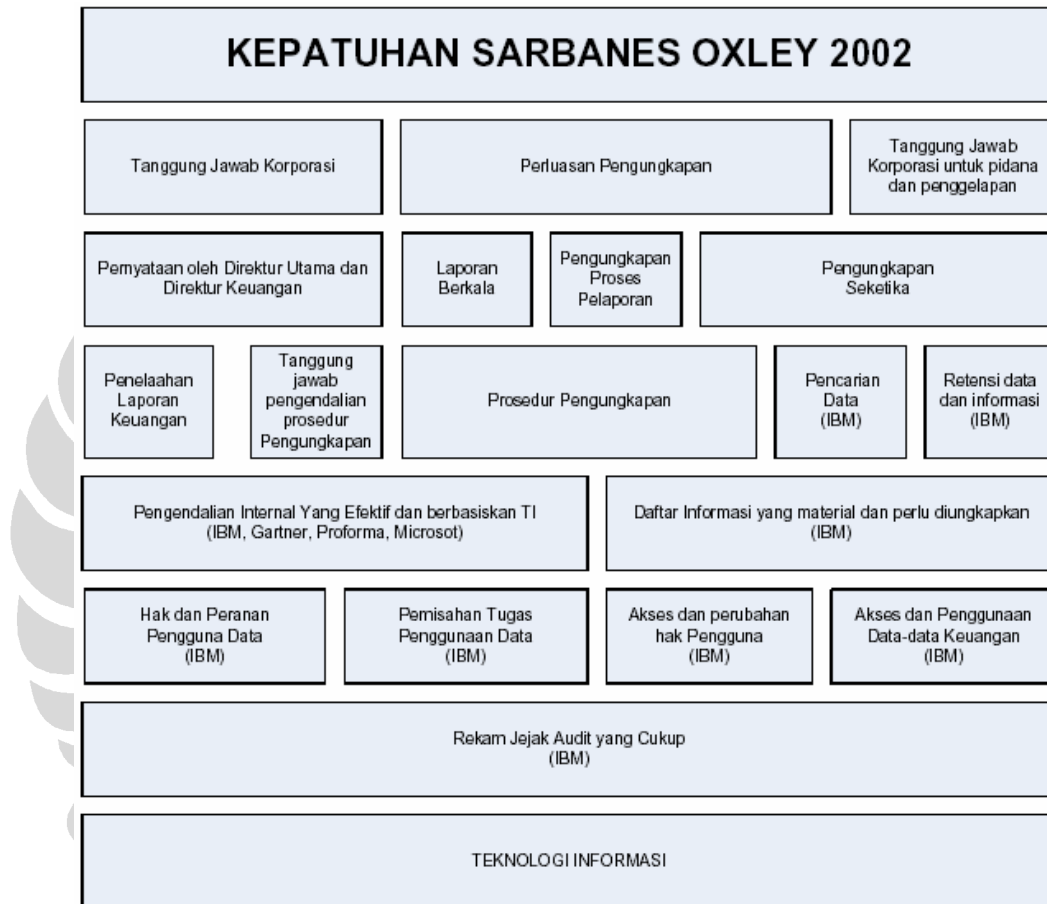 KEPATUHAN SARBANES OXLEY 2002
Tanggung Jawab Korporasi
Perluasan Pengungkapan
Tanggung Jawab
Korporasi untuk pidana
dan penggelapan
Pernyataan oleh Direktur Utama dan
Direktur Keuangan
Laporan
Berkala
Pengungkapan
Proses
Pelaporan
Pengungkapan
Seketika
Penelaahan
Laporan
Keuangan
Tanggung
jawab
pengendalian
prosedur
Pengungkapan
Prosedur Pengungkapan
Pencarian
Data
(IBM)
Retensi data
dan informasi
(IBM)
Pengendalian Internal Yang Efektif dan berbasiskan TI
(IBM, Gartner, Proforma, Microsot)
Daftar Informasi yang material dan perlu diungkapkan
(IBM)
Hak dan Peranan
Pengguna Data
(IBM)
Pemisahan Tugas
Penggunaan Data
(IBM)
Akses dan perubahan
hak Pengguna
(IBM)
Akses dan Penggunaan
Data-data Keuangan
(IBM)
Rekam Jejak Audit yang Cukup
(IBM)
TEKNOLOGI INFORMASI